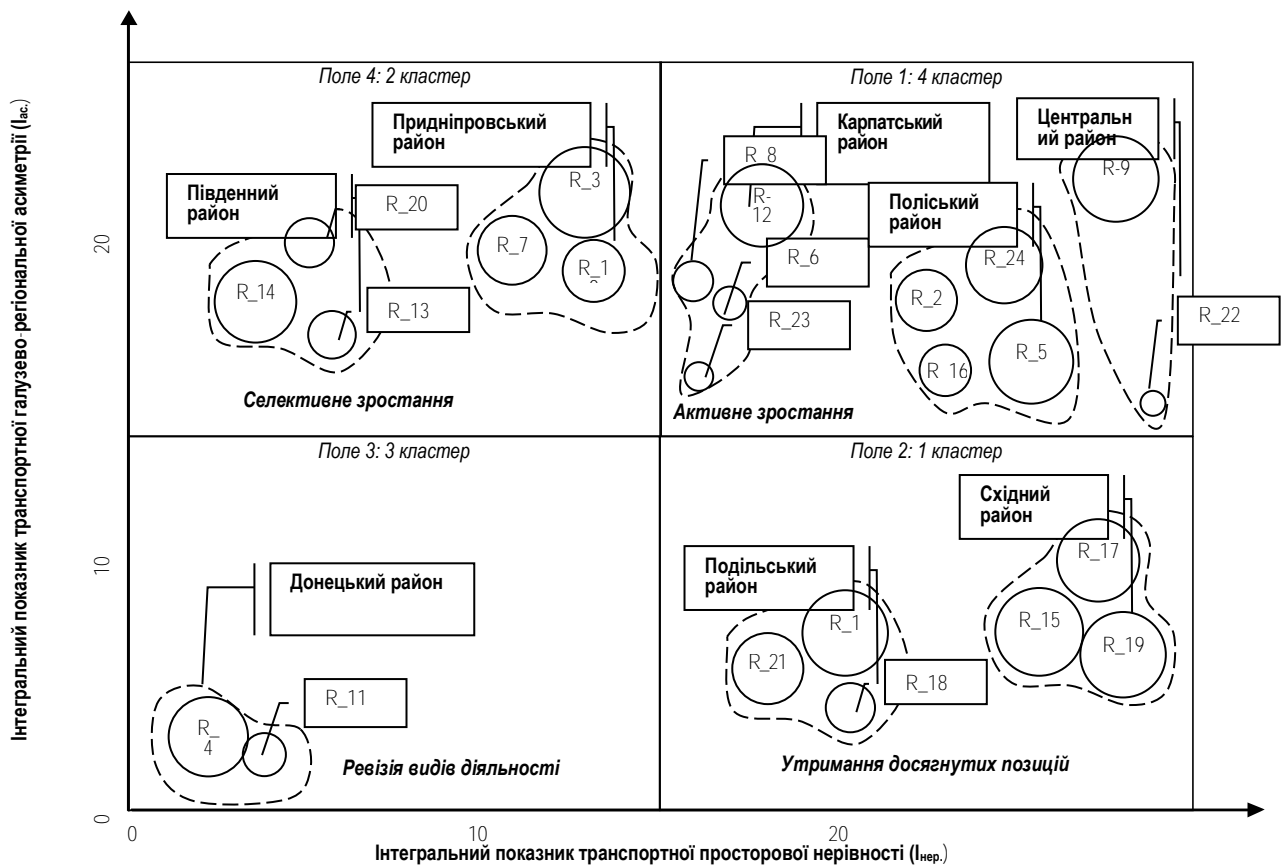 Інтегральний показник транспортної галузево-регіональної асиметрії (Iас.)
20
10
0
Поле 4: 2 кластер
Придніпровський
район
R_3
R_7
R_1
Південний
район
R_20
R_14
R_13
Селективне зростання
Поле 1: 4 кластер
Карпатський
район
Центральн
ий район
R_8
R-
12
R-9
Поліський
район
R_6
R_24
R_2
R_23
R_22
R_5
R_16
Активне зростання
Поле 3: 3 кластер
Донецький район
R_11
R_
4
Ревізія видів діяльності
Поле 2: 1 кластер
Східний
район
R_17
Подільський
район
R_1
R_15
R_21
R_19
R_18
Утримання досягнутих позицій
0
10
20
Інтегральний показник транспортної просторової нерівності (Iнер.)